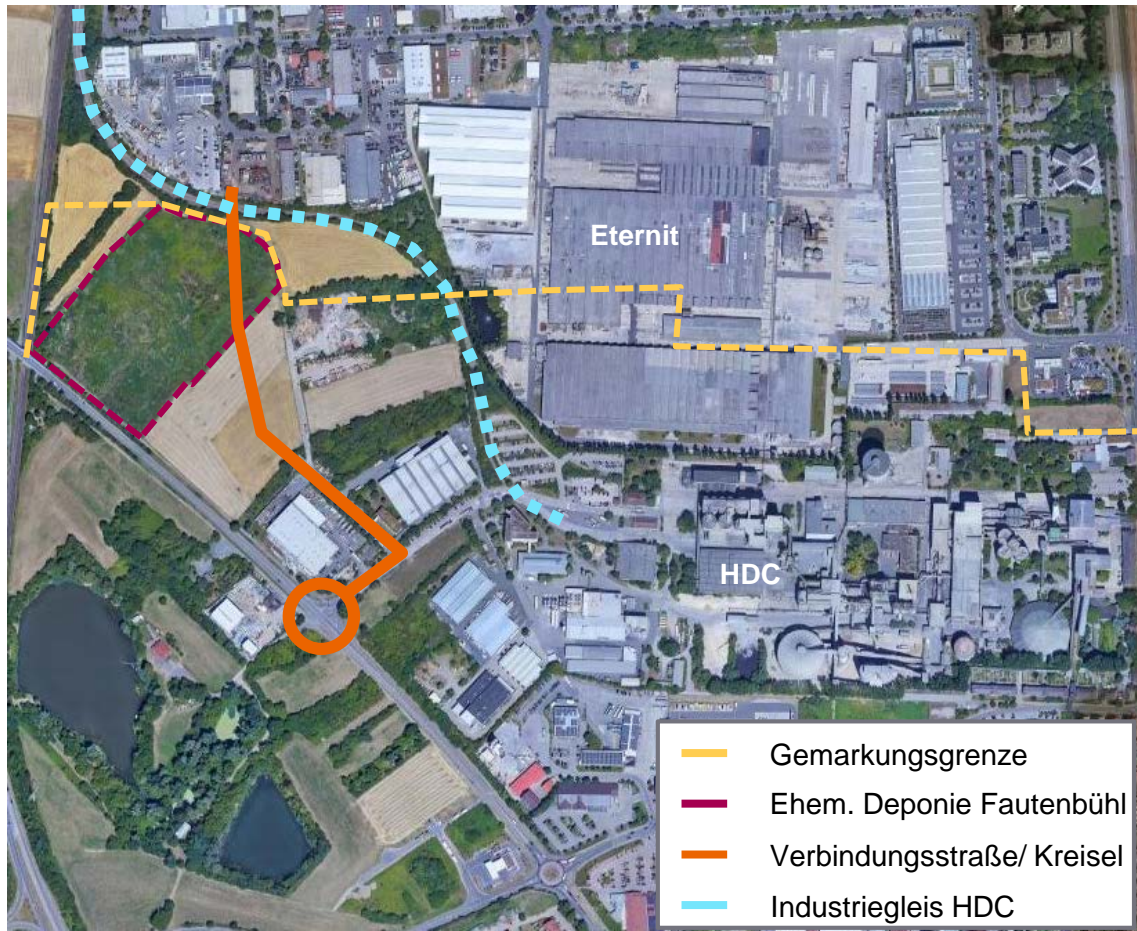 Eternit
HDC
Gemarkungsgrenze
Ehem. Deponie Fautenbühl
Verbindungsstraße/ Kreisel
Industriegleis HDC